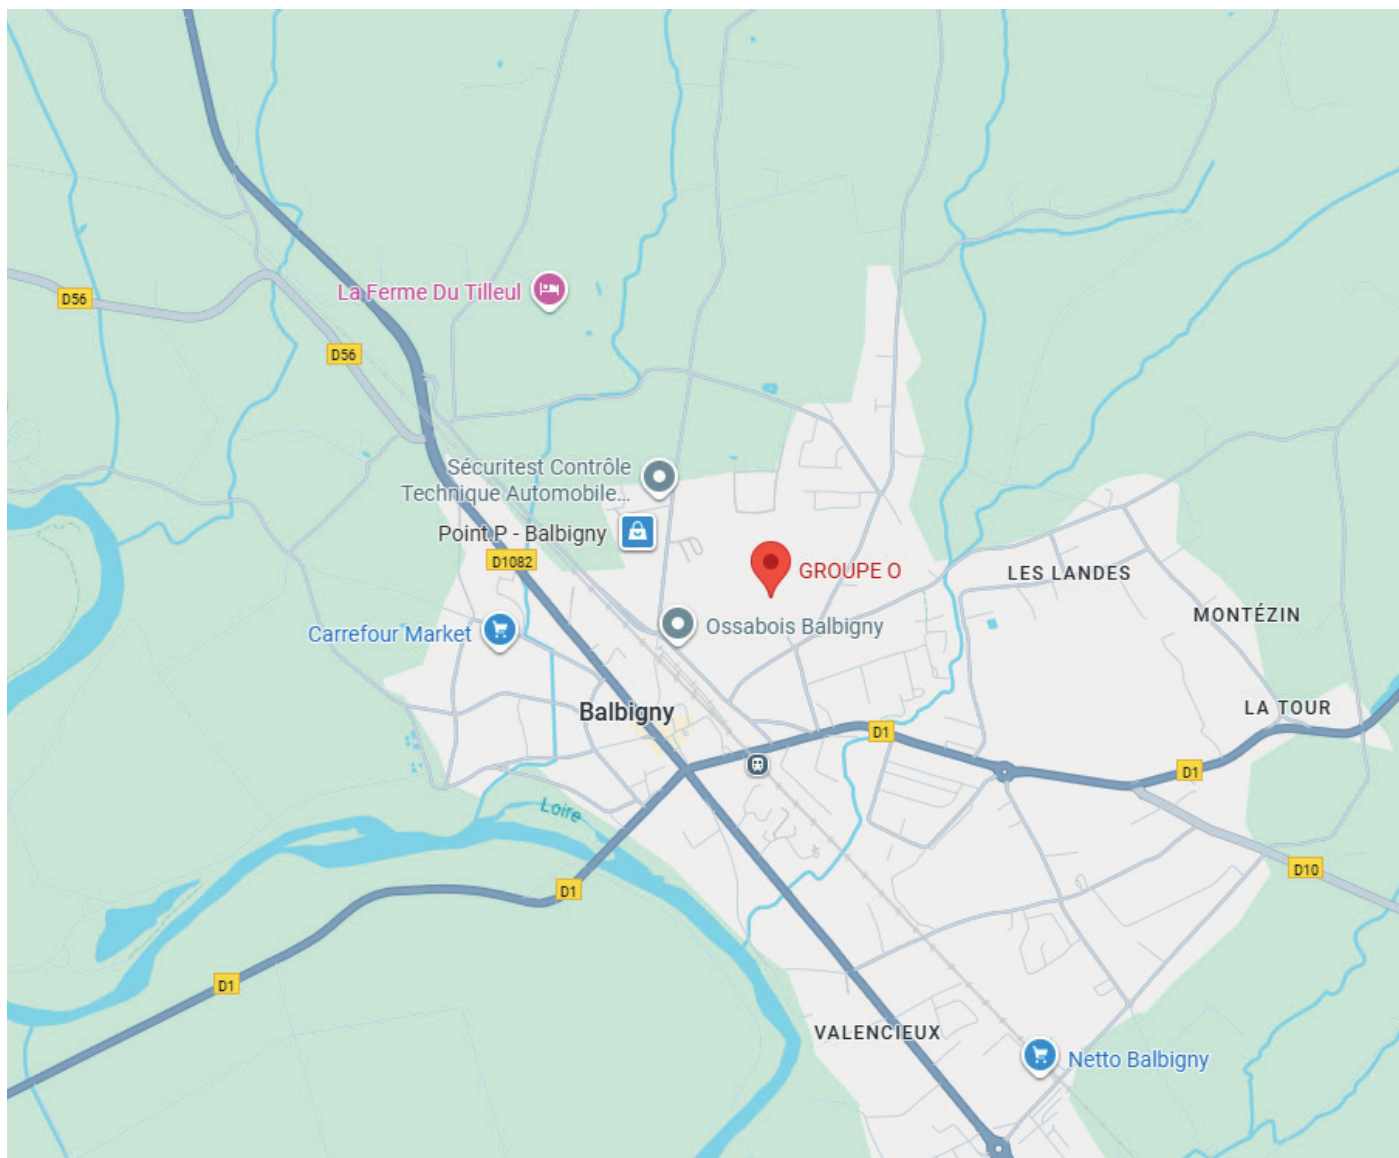 La Ferme Du Tilleul
D56
D56
Sécuritest Contrôle
Technique Automobile...
Point.P - Balbigny
D1082
GROUPE O
LES LANDES
MONTÉZIN
Carrefour Market
Ossabois Balbigny
LA TOUR
Balbigny
D1
D1
Loire
D10
D1
D1
VALENCIEUX
Netto Balbigny